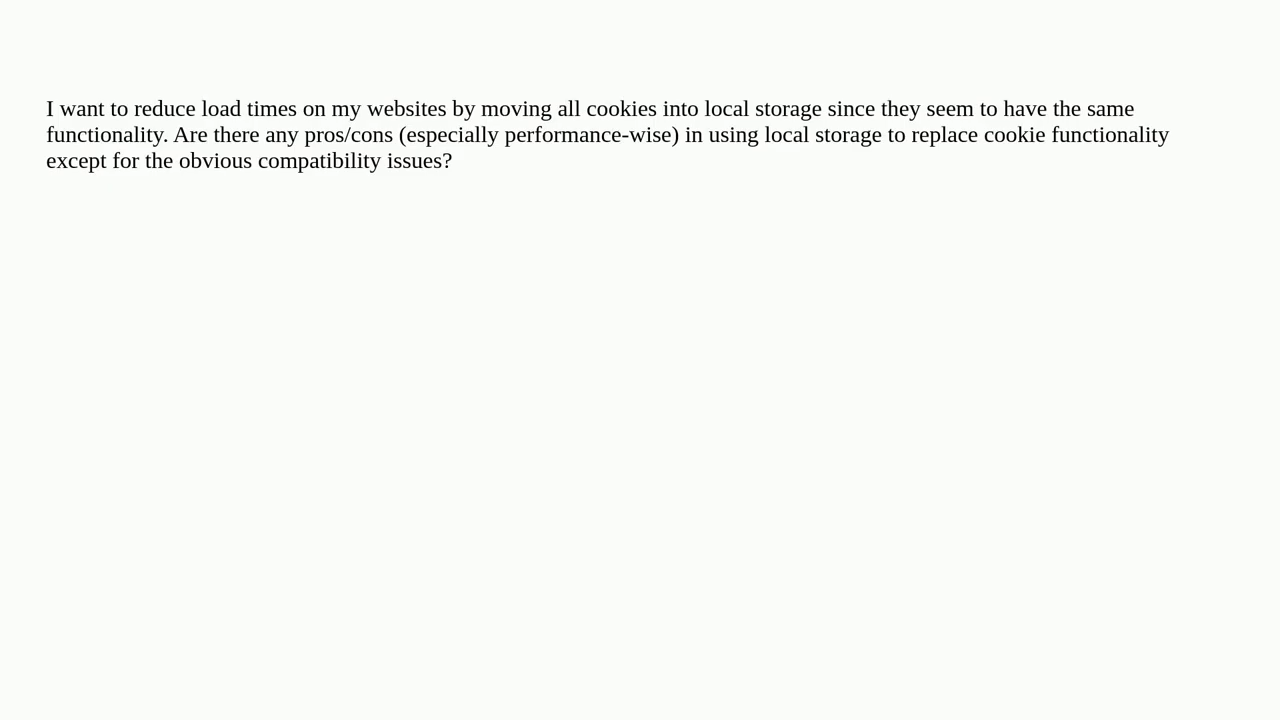 I want to reduce load times on my websites by moving all cookies into local storage since they seem to have the same
functionality. Are there any pros/cons (especially performance-wise) in using local storage to replace cookie functionality
except for the obvious compatibility issues?